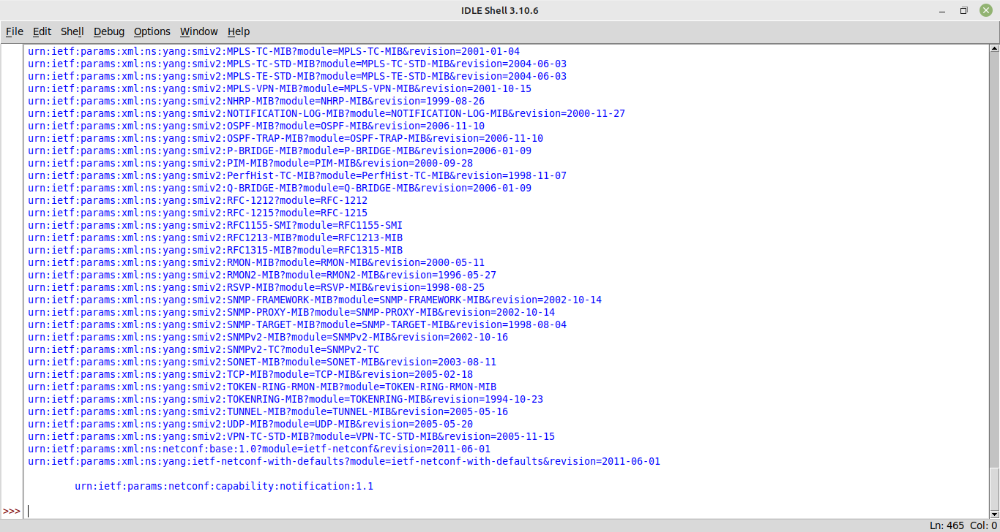 IDLE Shell 3.10.6
File Edit Shell Debug Options Window Help
urn:ietf:params:xml:ns:yang:smiv2:MPLS-TC-MIB?module=MPLS-TC-MIB&revision=2001-01-04
urn:ietf:params:xml:ns:yang:smiv2:MPLS-TC-STD-MIB?module=MPLS-TC-STD-MIB&revision=2004-06-03
urn:ietf:params:xml:ns:yang:smiv2:MPLS-TE-STD-MIB?module=MPLS-TE-STD-MIB&revision=2004-06-03
urn:ietf:params:xml:ns:yang:smiv2:MPLS-VPN-MIB?module=MPLS-VPN-MIB&revision=2001-10-15
urn:ietf:params:xml:ns:yang:smiv2:NHRP-MIB?module=NHRP-MIB&revision=1999-08-26
urn:ietf:params:xml:ns:yang:smiv2:NOTIFICATION-LOG-MIB?module=NOTIFICATION-LOG-MIB&revision=2000-11-27
urn:ietf:params:xml:ns:yang:smiv2:OSPF-MIB?module=OSPF-MIB&revision=2006-11-10
urn:ietf:params:xml:ns:yang:smiv2:OSPF-TRAP-MIB?module=OSPF-TRAP-MIB&revision=2006-11-10
urn:ietf:params:xml:ns:yang:smiv2:P-BRIDGE-MIB?module=P-BRIDGE-MIB&revision=2006-01-09
urn:ietf:params:xml:ns:yang:smiv2:PIM-MIB?module=PIM-MIB&revision=2000-09-28
urn:ietf:params:xml:ns:yang:smiv2:PerfHist-TC-MIB?module=PerfHist-TC-MIB&revision=1998-11-07
urn:ietf:params:xml:ns:yang:smiv2:Q-BRIDGE-MIB?module=Q-BRIDGE-MIB&revision=2006-01-09
urn:ietf:params:xml:ns:yang:smiv2:RFC-1212?module=RFC-1212
urn:ietf:params:xml:ns:yang:smiv2:RFC-1215?module=RFC-1215
urn:ietf:params:xml:ns:yang:smiv2:RFC1155-SMI?module=RFC1155-SMI
urn:ietf:params:xml:ns:yang:smiv2:RFC1213-MIB?module=RFC1213-MIB
urn:ietf:params:xml:ns:yang:smiv2:RFC1315-MIB?module=RFC1315-MIB
urn:ietf:params:xml:ns:yang:smiv2:RMON-MIB?module=RMON-MIB&revision=2000-05-11
urn:ietf:params:xml:ns:yang:smiv2:RMON2-MIB?module=RMON2-MIB&revision=1996-05-27
urn:ietf:params:xml:ns:yang:smiv2:RSVP-MIB?module=RSVP-MIB&revision=1998-08-25
urn:ietf:params:xml:ns:yang:smiv2:SNMP-FRAMEWORK-MIB?module=SNMP-FRAMEWORK-MIB&revision=2002-10-14
urn:ietf:params:xml:ns:yang:smiv2:SNMP-PROXY-MIB?module=SNMP-PROXY-MIB&revision=2002-10-14
urn:ietf:params:xml:ns:yang:smiv2:SNMP-TARGET-MIB?module=SNMP-TARGET-MIB&revision=1998-08-04
urn:ietf:params:xml:ns:yang:smiv2:SNMPv2-MIB?module=SNMPv2-MIB&revision=2002-10-16
urn:ietf:params:xml:ns:yang:smiv2:SNMPv2-TC?module=SNMPv2-TC
urn:ietf:params:xml:ns:yang:smiv2:SONET-MIB?module=SONET-MIB&revision=2003-08-11
urn:ietf:params:xml:ns:yang:smiv2:TCP-MIB?module=TCP-MIB&revision=2005-02-18
urn:ietf:params:xml:ns:yang:smiv2:TOKEN-RING-RMON-MIB?module=TOKEN-RING-RMON-MIB
urn:ietf:params:xml:ns:yang:smiv2:TOKENRING-MIB?module=TOKENRING-MIB&revision=1994-10-23
urn:ietf:params:xml:ns:yang:smiv2:TUNNEL-MIB?module=TUNNEL-MIB&revision=2005-05-16
urn:ietf:params:xml:ns:yang:smiv2:UDP-MIB?module=UDP-MIB&revision=2005-05-20
urn:ietf:params:xml:ns:yang:smiv2:VPN-TC-STD-MIB?module=VPN-TC-STD-MIB&revision=2005-11-15
urn:ietf:params:xml:ns:netconf:base:1.0?module=ietf-netconf&revision=2011-06-01
urn:ietf:params:xml:ns:yang:ietf-netconf-with-defaults?module=ietf-netconf-with-defaults&revision=2011-06-01
urn:ietf:params:netconf:capability:notification:1.1
>>>
Ln: 465 Col: 0